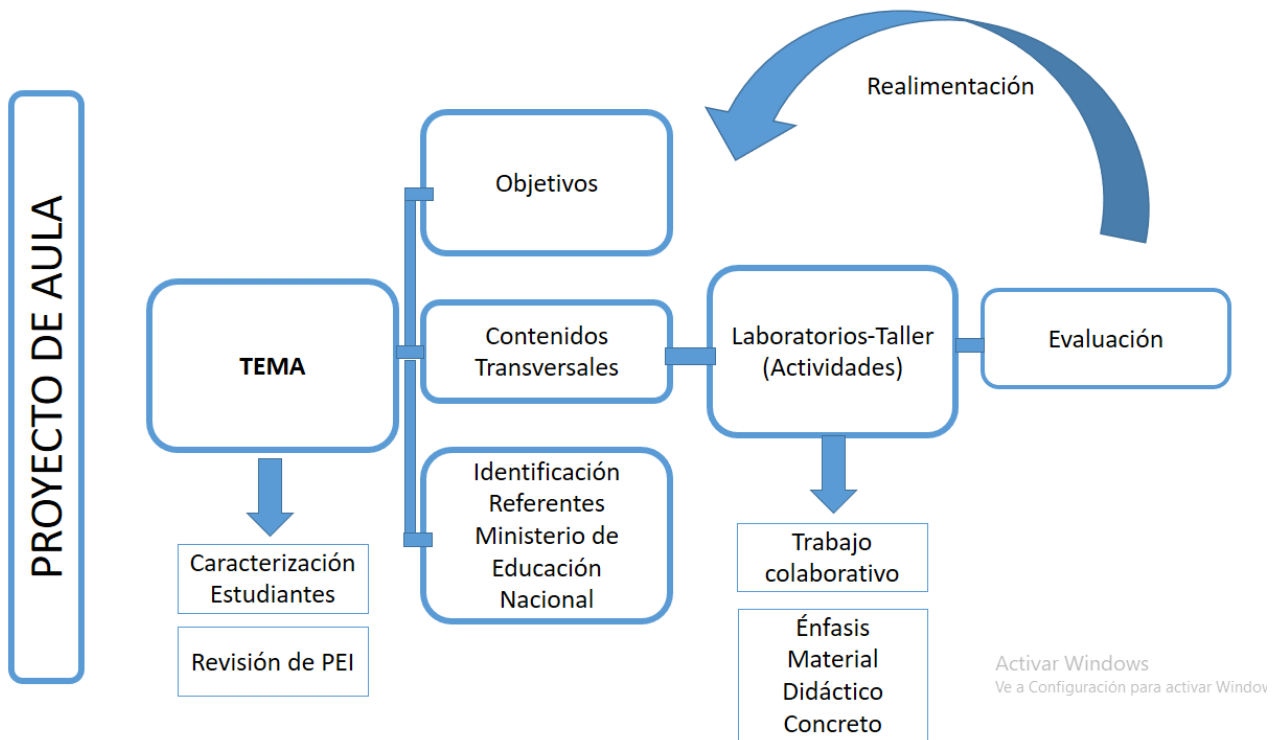 PROYECTO DE AULA
Realimentación
Objetivos
TEMA
Contenidos
Transversales
Laboratorios-Taller
(Actividades)
Evaluación
Identificación
Referentes
Ministerio de
Educación
Nacional
Caracterización
Estudiantes
Revisión de PEI
Trabajo
colaborativo
Énfasis
Material
Didáctico
Concreto
Activar Windows
Ve a Configuración para activar Window